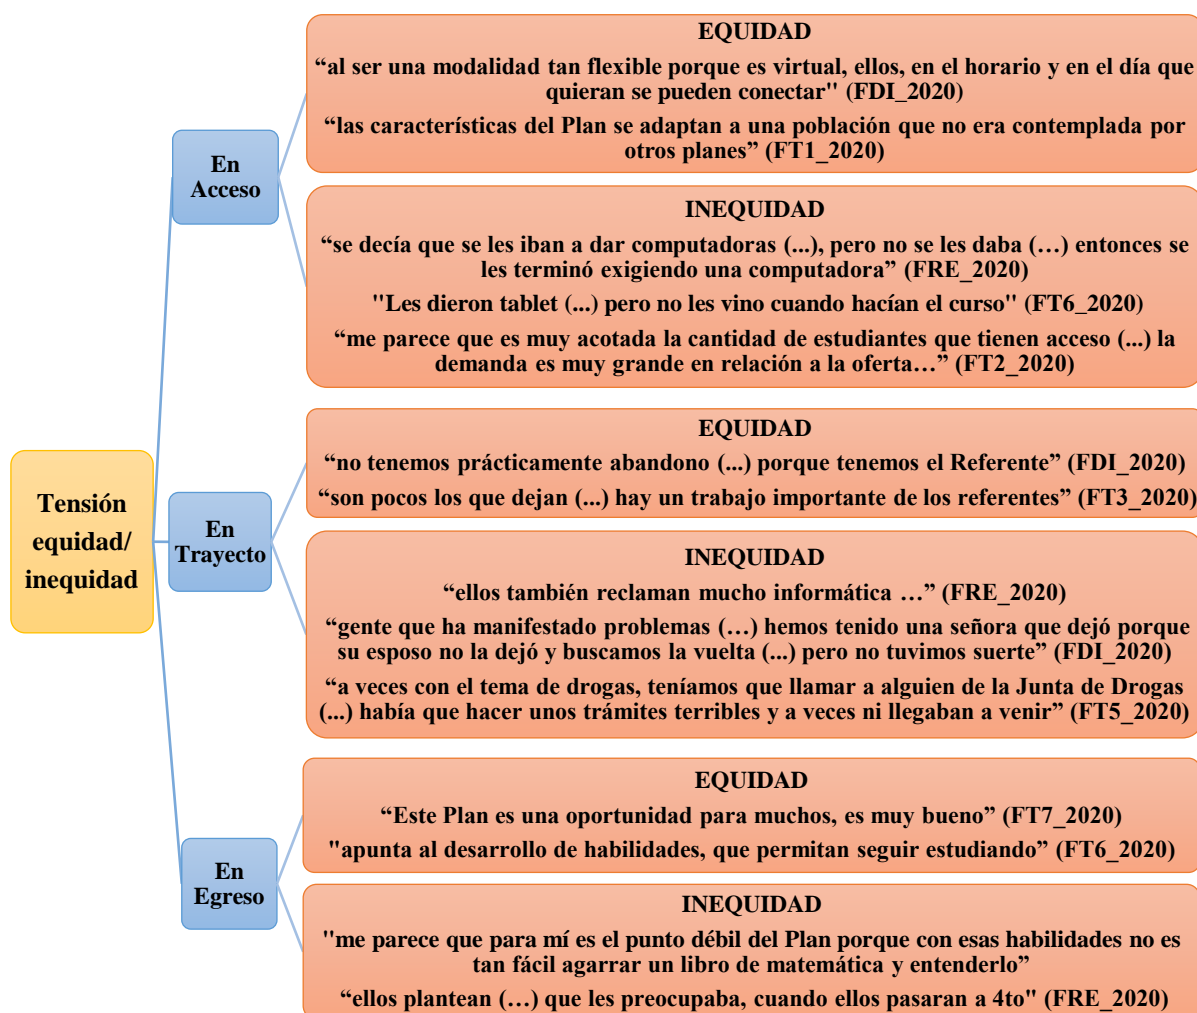 EQUIDAD
“al ser una modalidad tan flexible porque es virtual, ellos, en el horario y en el día que
quieran se pueden conectar" (FDI_2020)
“las características del Plan se adaptan a una población que no era contemplada por
otros planes” (FT1_2020)
En
Acceso
INEQUIDAD
“se decía que se les iban a dar computadoras (...), pero no se les daba (…) entonces se
les terminó exigiendo una computadora” (FRE_2020)
"Les dieron tablet (...) pero no les vino cuando hacían el curso" (FT6_2020)
“me parece que es muy acotada la cantidad de estudiantes que tienen acceso (...) la
demanda es muy grande en relación a la oferta…” (FT2_2020)
Tensión
equidad/
inequidad
EQUIDAD
“no tenemos prácticamente abandono (...) porque tenemos el Referente” (FDI_2020)
“son pocos los que dejan (...) hay un trabajo importante de los referentes” (FT3_2020)
En
Trayecto
INEQUIDAD
“ellos también reclaman mucho informática …” (FRE_2020)
“gente que ha manifestado problemas (…) hemos tenido una señora que dejó porque
su esposo no la dejó y buscamos la vuelta (...) pero no tuvimos suerte” (FDI_2020)
“a veces con el tema de drogas, teníamos que llamar a alguien de la Junta de Drogas
(...) había que hacer unos trámites terribles y a veces ni llegaban a venir” (FT5_2020)
EQUIDAD
“Este Plan es una oportunidad para muchos, es muy bueno” (FT7_2020)
"apunta al desarrollo de habilidades, que permitan seguir estudiando” (FT6_2020)
En
Egreso
INEQUIDAD
"me parece que para mí es el punto débil del Plan porque con esas habilidades no es
tan fácil agarrar un libro de matemática y entenderlo”
“ellos plantean (…) que les preocupaba, cuando ellos pasaran a 4to" (FRE_2020)